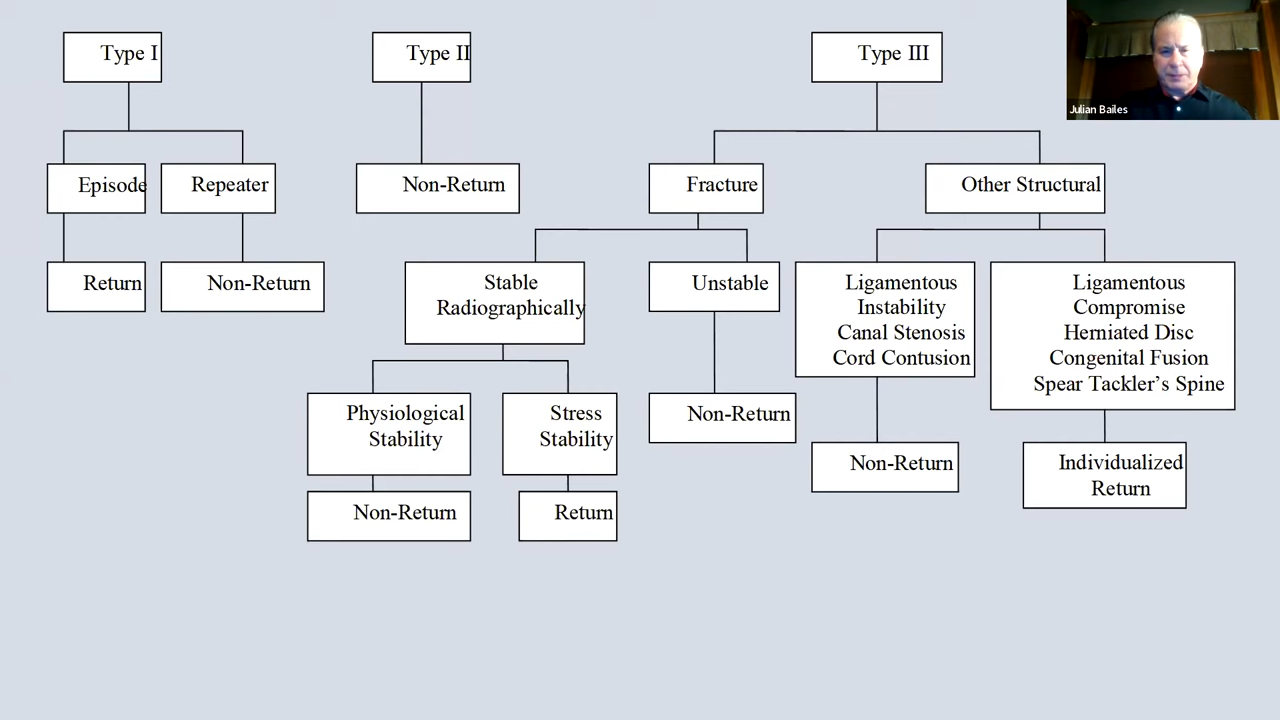 Type I
Type II
Type III
Julian Bailes
Episode
Repeater
Non-Return
Fracture
Other Structural
Return
Non-Return
Stable
Radiographically
Unstable
Ligamentous
Instability
Canal Stenosis
Cord Contusion
Ligamentous
Compromise
Herniated Disc
Congenital Fusion
Spear Tackler's Spine
Physiological
Stability
Stress
Stability
Non-Return
Non-Return
Individualized
Return
Non-Return
Return